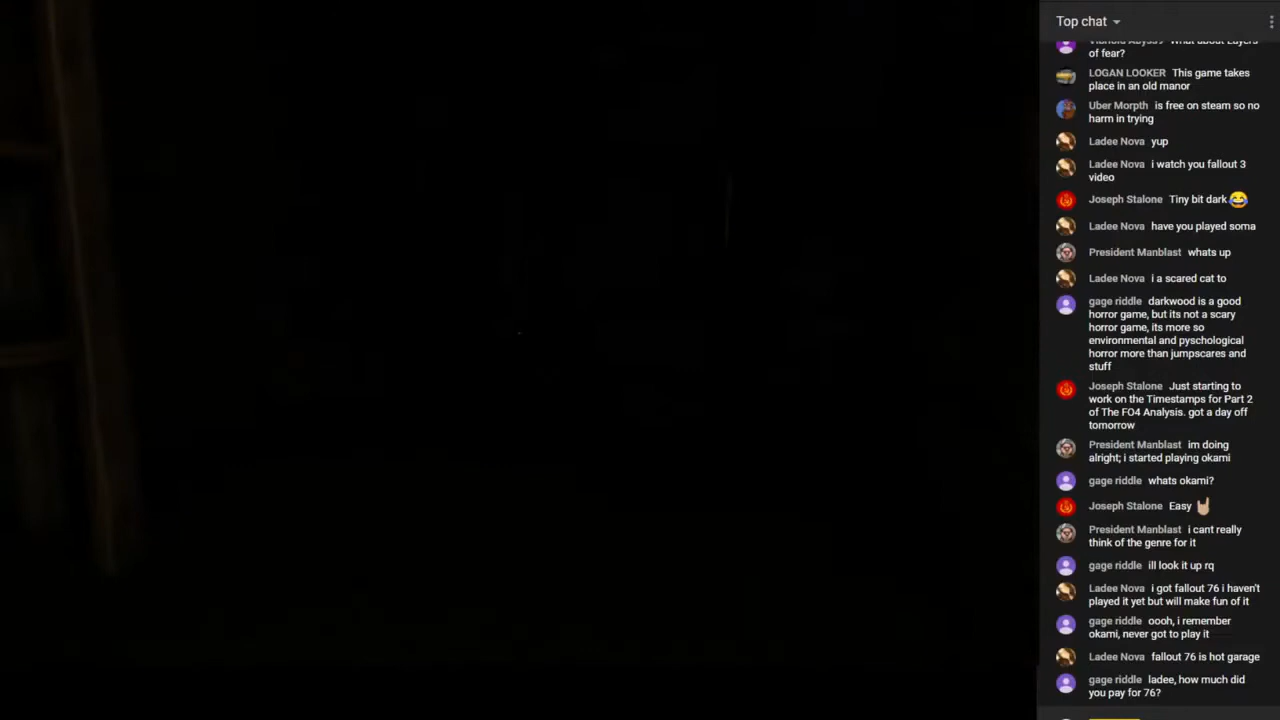 Top chat
What about Layers
of fear?
LOGAN LOOKER This game takes
place in an old manor
Uber Morpth is free on steam so no
harm in trying
Ladee Nova yup
Ladee Nova i watch you fallout 3
video
Joseph Stalone Tiny bit dark 😂
Ladee Nova have you played soma
President Manblast whats up
Ladee Nova i a scared cat to
gage riddle darkwood is a good
horror game, but its not a scary
horror game, its more so
environmental and pyschological
horror more than jumpscares and
stuff
Joseph Stalone Just starting to
work on the Timestamps for Part 2
of The FO4 Analysis. got a day off
tomorrow
President Manblast im doing
alright; i started playing okami
gage riddle whats okami?
Joseph Stalone Easy 🤘🏼
President Manblast i cant really
think of the genre for it
gage riddle ill look it up rq
Ladee Nova i got fallout 76 i haven't
played it yet but will make fun of it
gage riddle oooh, i remember
okami, never got to play it
Ladee Nova fallout 76 is hot garage
gage riddle ladee, how much did
you pay for 76?